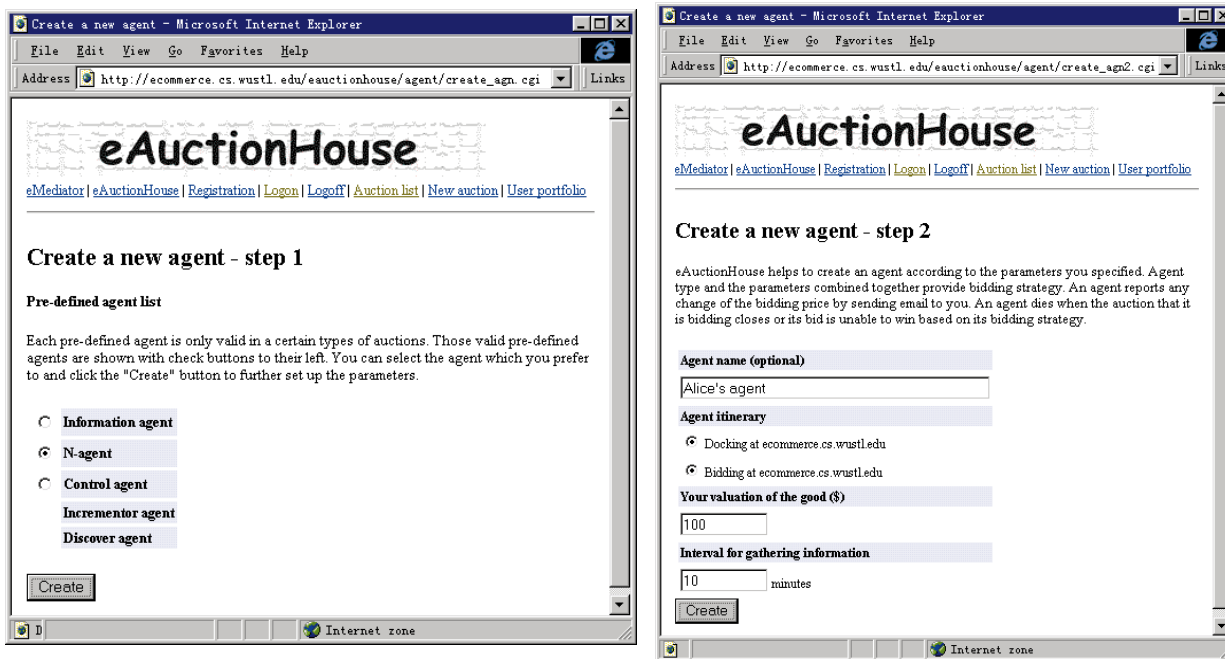 Create a new agent - Microsoft Internet Explorer
File Edit View Go Favorites Help
Address http://ecommerce.cs.wustl.edu/eauctionhouse/agent/create_agn.cgi Links
eAuctionHouse
eMediator | eAuctionHouse | Registration | Logon | Logoff | Auction list | New auction | User portfolio
Create a new agent - step 1
Pre-defined agent list
Each pre-defined agent is only valid in a certain types of auctions. Those valid pre-defined
agents are shown with check buttons to their left. You can select the agent which you prefer
to and click the "Create" button to further set up the parameters.
Information agent
N-agent
Control agent
Incrementor agent
Discover agent
Create
D
Internet zone
Create a new agent - Microsoft Internet Explorer
File Edit View Go Favorites Help
Address http://ecommerce.cs.wustl.edu/eauctionhouse/agent/create_agn2.cgi Links
eAuctionHouse
eMediator | eAuctionHouse | Registration | Logon | Logoff | Auction list | New auction | User portfolio
Create a new agent - step 2
eAuctionHouse helps to create an agent according to the parameters you specified. Agent
type and the parameters combined together provide bidding strategy. An agent reports any
change of the bidding price by sending email to you. An agent dies when the auction that it
is bidding closes or its bid is unable to win based on its bidding strategy.
Agent name (optional)
Alice's agent
Agent itinerary
Docking at ecommerce.cs.wustl.edu
Bidding at ecommerce.cs.wustl.edu
Your valuation of the good ($)
100
Interval for gathering information
10 minutes
Create
Internet zone